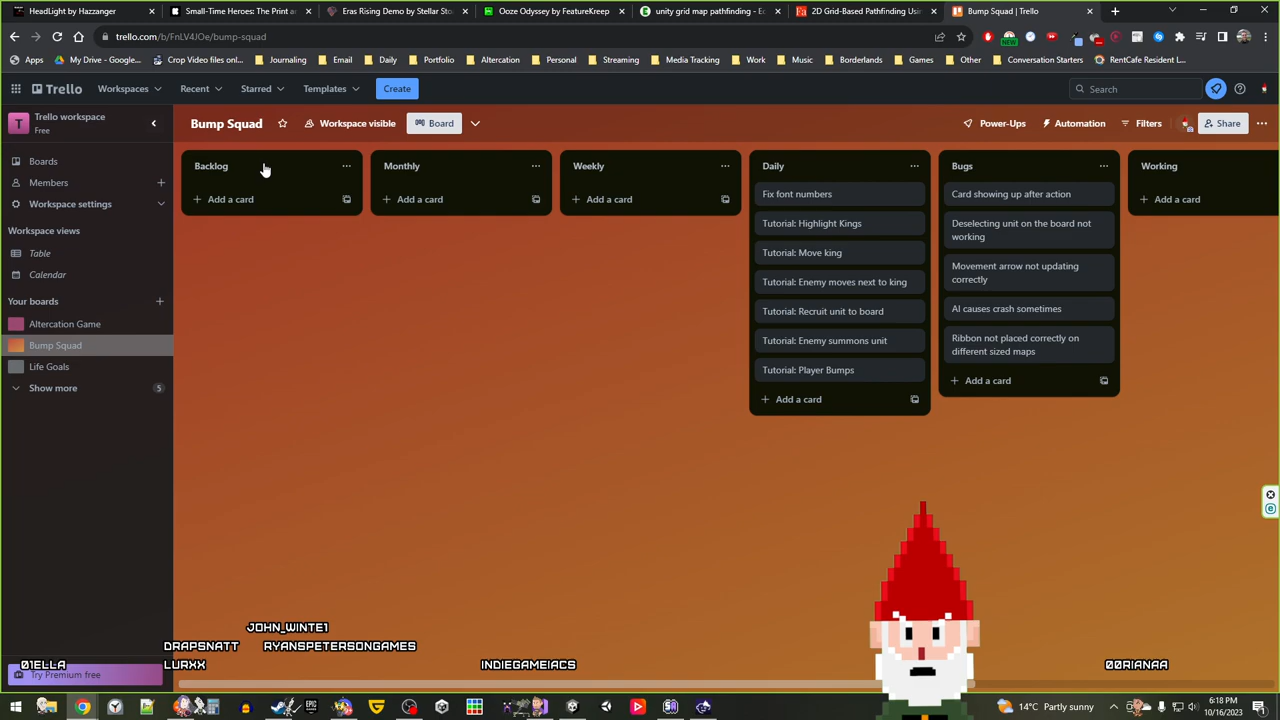 HeadLight by Hazzanger
Small-Time Heroes: The Print a
Eras Rising Demo by Stellar Sto
Ooze Odyssey by FeatureKreep
unity grid map pathfinding - Ec
2D Grid-Based Pathfinding Usin
Bump Squad | Trello
trello.com/b/FnLV4JOe/bump-squad
Apps
My Drive - Google...
Crop Video files onl...
Journaling
Email
Daily
Portfolio
Altercation
Personal
Streaming
Media Tracking
Work
Music
Borderlands
Games
Other
Conversation Starters
RentCafe Resident L...
Trello
Workspaces
Recent
Starred
Templates
Create
Search
Trello workspace
Free
Bump Squad
Workspace visible
Board
Power-Ups
Automation
Filters
Share
Boards
Members
Workspace settings
Workspace views
Table
Calendar
Your boards
Altercation Game
Bump Squad
Life Goals
Show more
5
Try Premium free
Backlog
Add a card
Monthly
Add a card
Weekly
Add a card
Daily
Fix font numbers
Tutorial: Highlight Kings
Tutorial: Move king
Tutorial: Enemy moves next to king
Tutorial: Recruit unit to board
Tutorial: Enemy summons unit
Tutorial: Player Bumps
Add a card
Bugs
Card showing up after action
Deselecting unit on the board not
working
Movement arrow not updating
correctly
AI causes crash sometimes
Ribbon not placed correctly on
different sized maps
Add a card
Working
Add a card
JOHN_WINTE1
DRAPSNATT
RYANSPETERSONGAMES
01ELLA
LURXX
INDIEGAMEIACS
00RIANAA
14°C Partly sunny
6:18 PM
10/16/2023